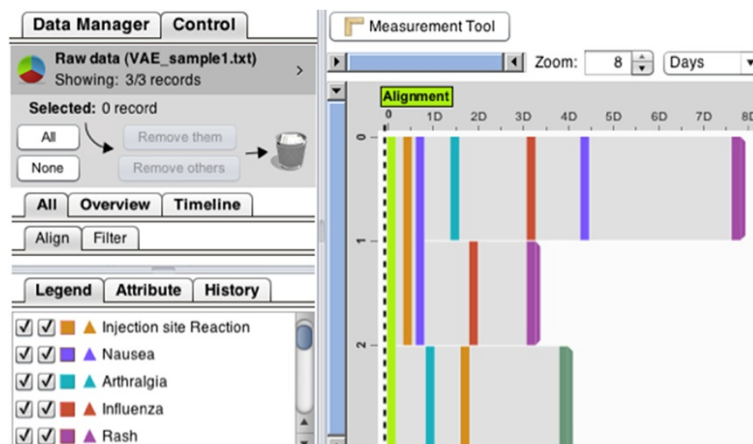 Data Manager Control
Raw data (VAE_sample1.txt)
Showing: 3/3 records
Selected: 0 record
All Remove them
None Remove others
All Overview Timeline
Align Filter
Legend Attribute History
Injection site Reaction
Nausea
Arthralgia
Influenza
Rash
Measurement Tool
Zoom: 8 Days
Alignment
0 1D 2D 3D 4D 5D 6D 7D 8D
0
1
2